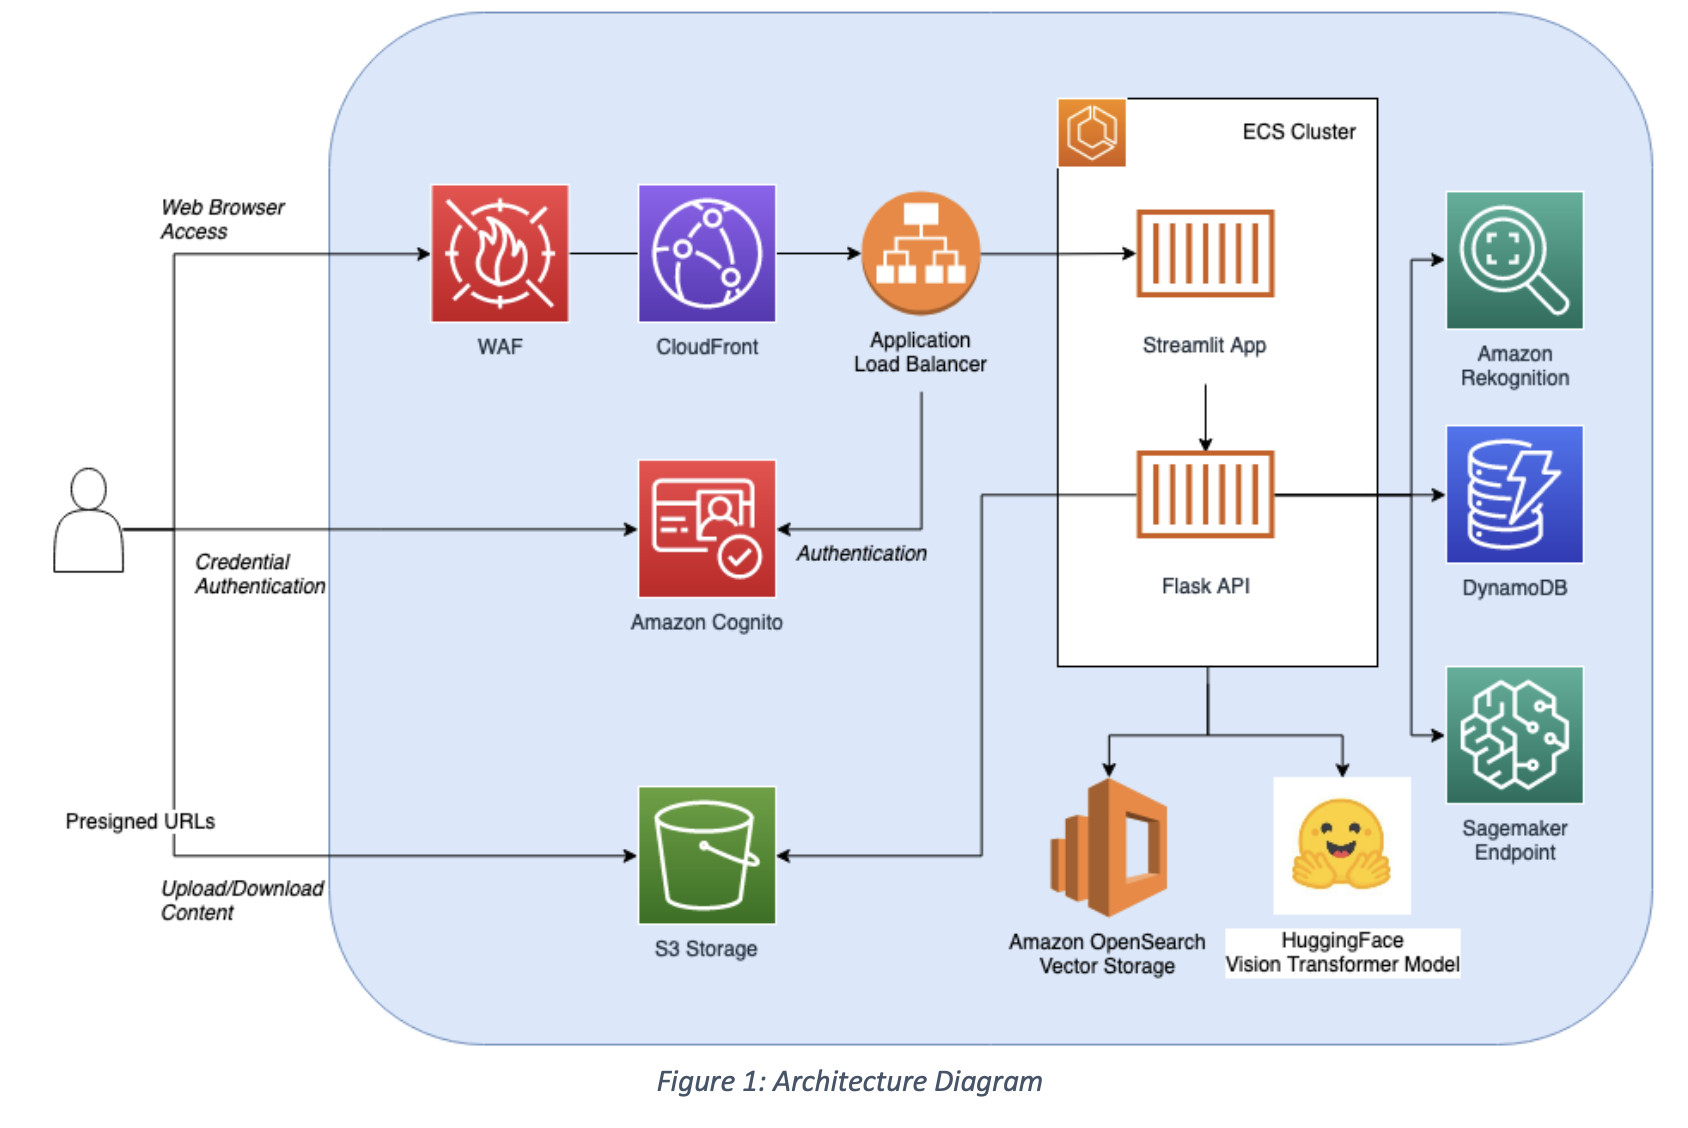 ECS Cluster
Web Browser
Access
WAF
CloudFront
Application
Load Balancer
Streamlit App
Amazon
Rekognition
Credential
Authentication
Authentication
Amazon Cognito
Flask API
DynamoDB
Presigned URLs
Upload/Download
Content
S3 Storage
Amazon OpenSearch
Vector Storage
HuggingFace
Vision Transformer Model
Sagemaker
Endpoint
Figure 1: Architecture Diagram